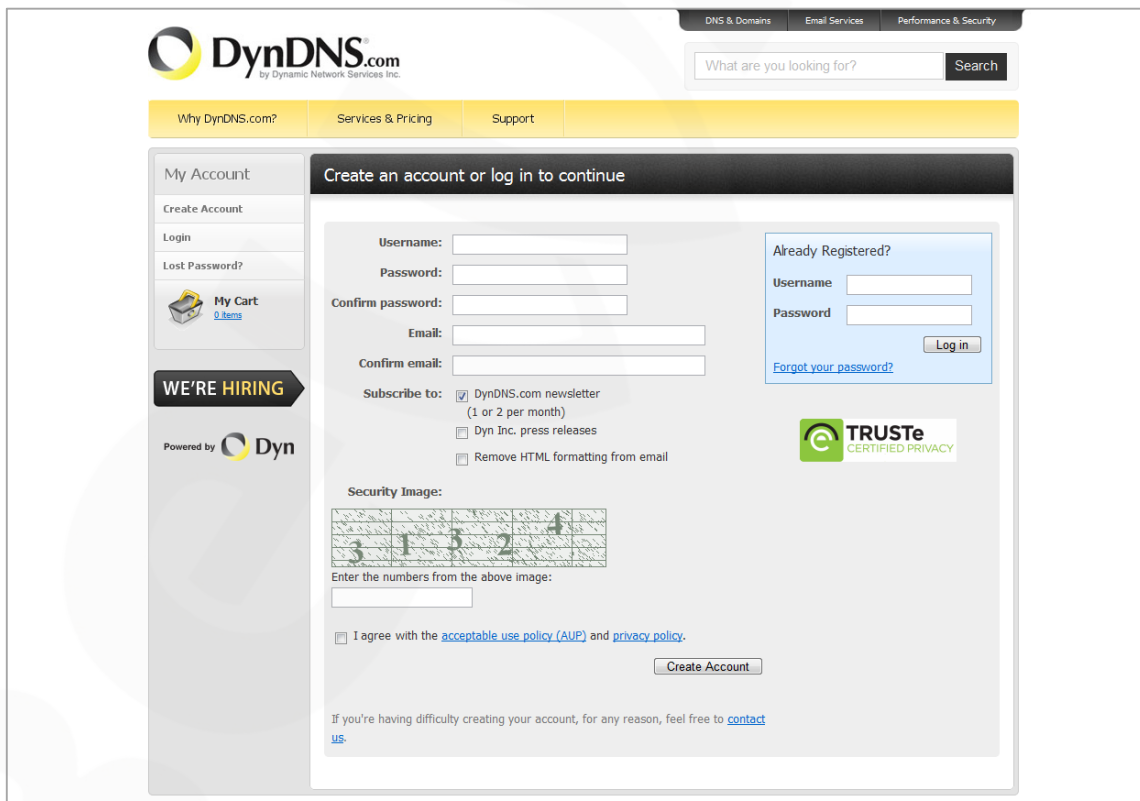 DNS & Domains Email Services Performance & Security
DynDNS®.com
by Dynamic Network Services Inc.
What are you looking for? Search
Why DynDNS.com? Services & Pricing Support
My Account
Create Account
Login
Lost Password?
My Cart
0 items
WE'RE HIRING
Powered by Dyn
Create an account or log in to continue
Username:
Password:
Confirm password:
Email:
Confirm email:
Subscribe to: DynDNS.com newsletter
(1 or 2 per month)
Dyn Inc. press releases
Remove HTML formatting from email
Security Image:
3 1 3 2 4
Enter the numbers from the above image:
I agree with the acceptable use policy (AUP) and privacy policy.
Create Account
If you're having difficulty creating your account, for any reason, feel free to contact
us.
Already Registered?
Username
Password
Log in
Forgot your password?
TRUSTe
CERTIFIED PRIVACY